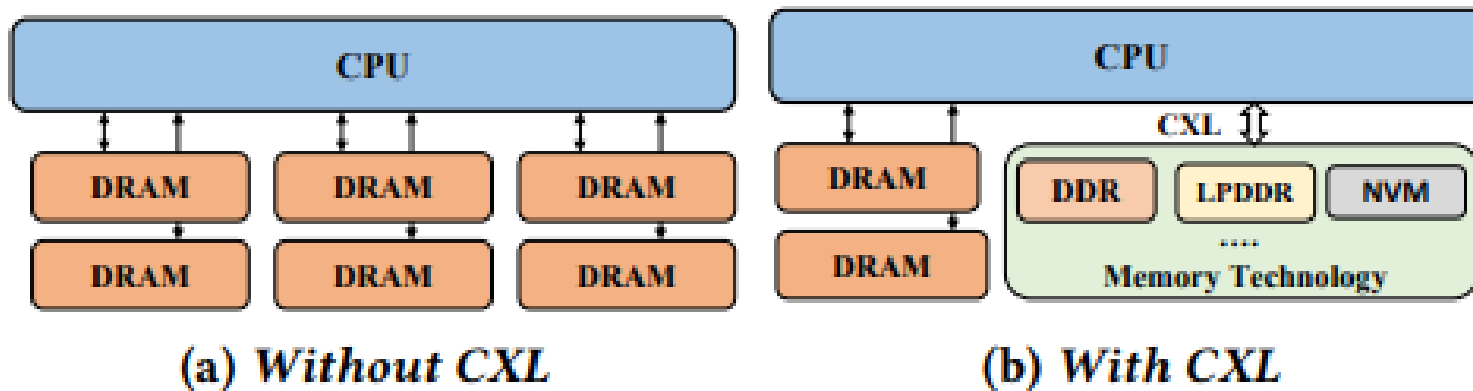 CPU
DRAM DRAM DRAM
DRAM DRAM DRAM
(a) Without CXL
CPU
CXL
DRAM
DRAM
DDR LPDDR NVM
....
Memory Technology
(b) With CXL